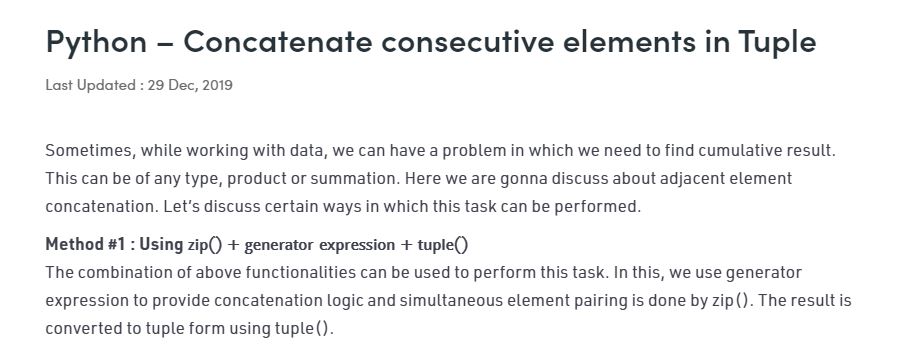 Python – Concatenate consecutive elements in Tuple
Last Updated : 29 Dec, 2019
Sometimes, while working with data, we can have a problem in which we need to find cumulative result.
This can be of any type, product or summation. Here we are gonna discuss about adjacent element
concatenation. Let’s discuss certain ways in which this task can be performed.
Method #1 : Using zip() + generator expression + tuple()
The combination of above functionalities can be used to perform this task. In this, we use generator
expression to provide concatenation logic and simultaneous element pairing is done by zip(). The result is
converted to tuple form using tuple().